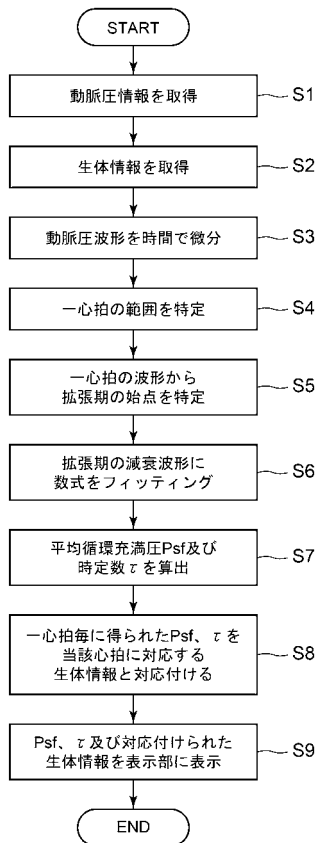 START
動脈圧情報を取得
S1
生体情報を取得
S2
動脈圧波形を時間で微分
S3
一心拍の範囲を特定
S4
一心拍の波形から
拡張期の始点を特定
S5
拡張期の減衰波形に
数式をフィッティング
S6
平均循環充満圧Psf及び
時定数τを算出
S7
一心拍毎に得られたPsf、τを
当該心拍に対応する
生体情報と対応付ける
S8
Psf、τ及び対応付けられた
生体情報を表示部に表示
S9
END